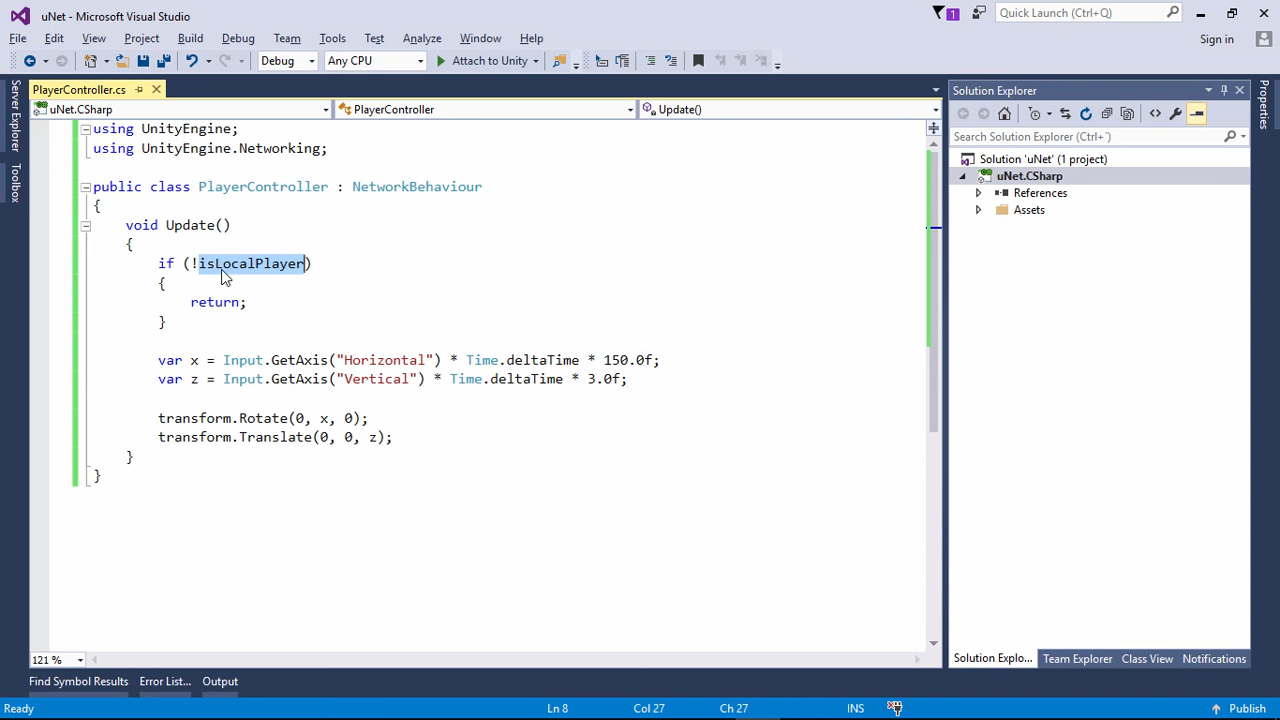 uNet - Microsoft Visual Studio
1
Quick Launch (Ctrl+Q)
File Edit View Project Build Debug Team Tools Test Analyze Window Help
Sign in
Debug Any CPU Attach to Unity
PlayerController.cs
uNet.CSharp PlayerController Update()
using UnityEngine;
using UnityEngine.Networking;
public class PlayerController : NetworkBehaviour
{
void Update()
{
if (!isLocalPlayer)
{
return;
}
var x = Input.GetAxis("Horizontal") * Time.deltaTime * 150.0f;
var z = Input.GetAxis("Vertical") * Time.deltaTime * 3.0f;
transform.Rotate(0, x, 0);
transform.Translate(0, 0, z);
}
}
121 %
Server Explorer
Toolbox
Solution Explorer
Search Solution Explorer (Ctrl+¨)
Solution 'uNet' (1 project)
uNet.CSharp
References
Assets
Solution Explo... Team Explorer Class View Notifications
Properties
Find Symbol Results Error List... Output
Ready Ln 8 Col 27 Ch 27 INS Publish